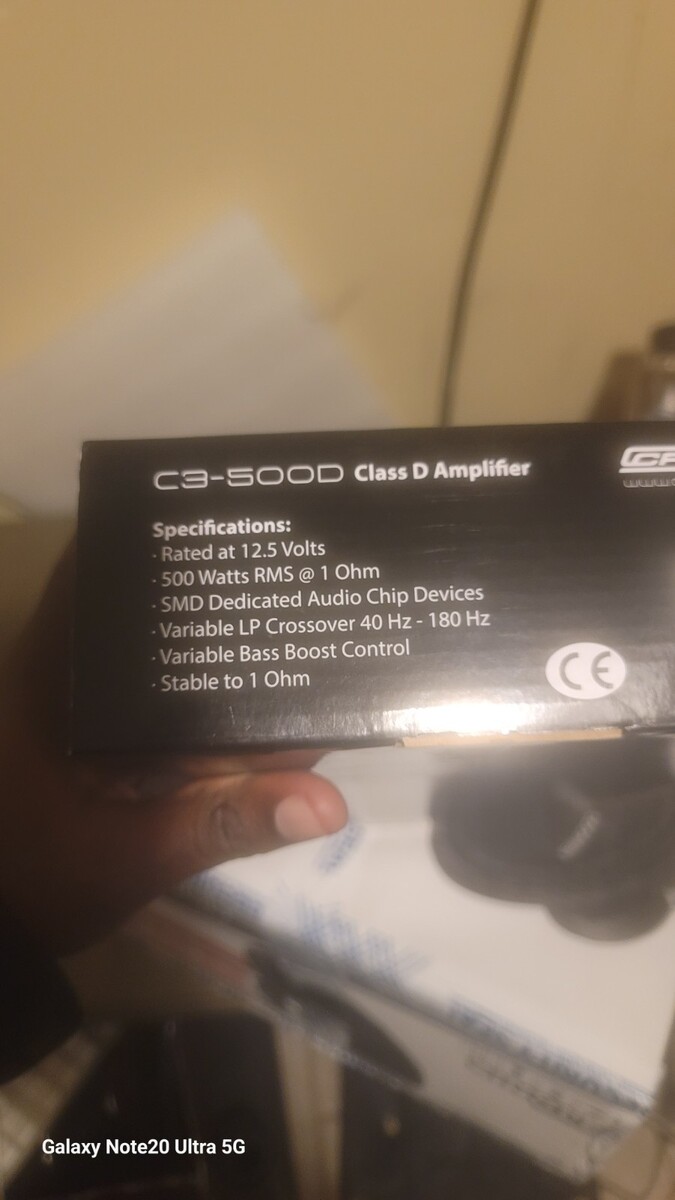 C3-500D Class D Amplifier
Specifications:
· Rated at 12.5 Volts
· 500 Watts RMS @ 1 Ohm
· SMD Dedicated Audio Chip Devices
· Variable LP Crossover 40 Hz - 180 Hz
· Variable Bass Boost Control
· Stable to 1 Ohm
CE
Galaxy Note20 Ultra 5G